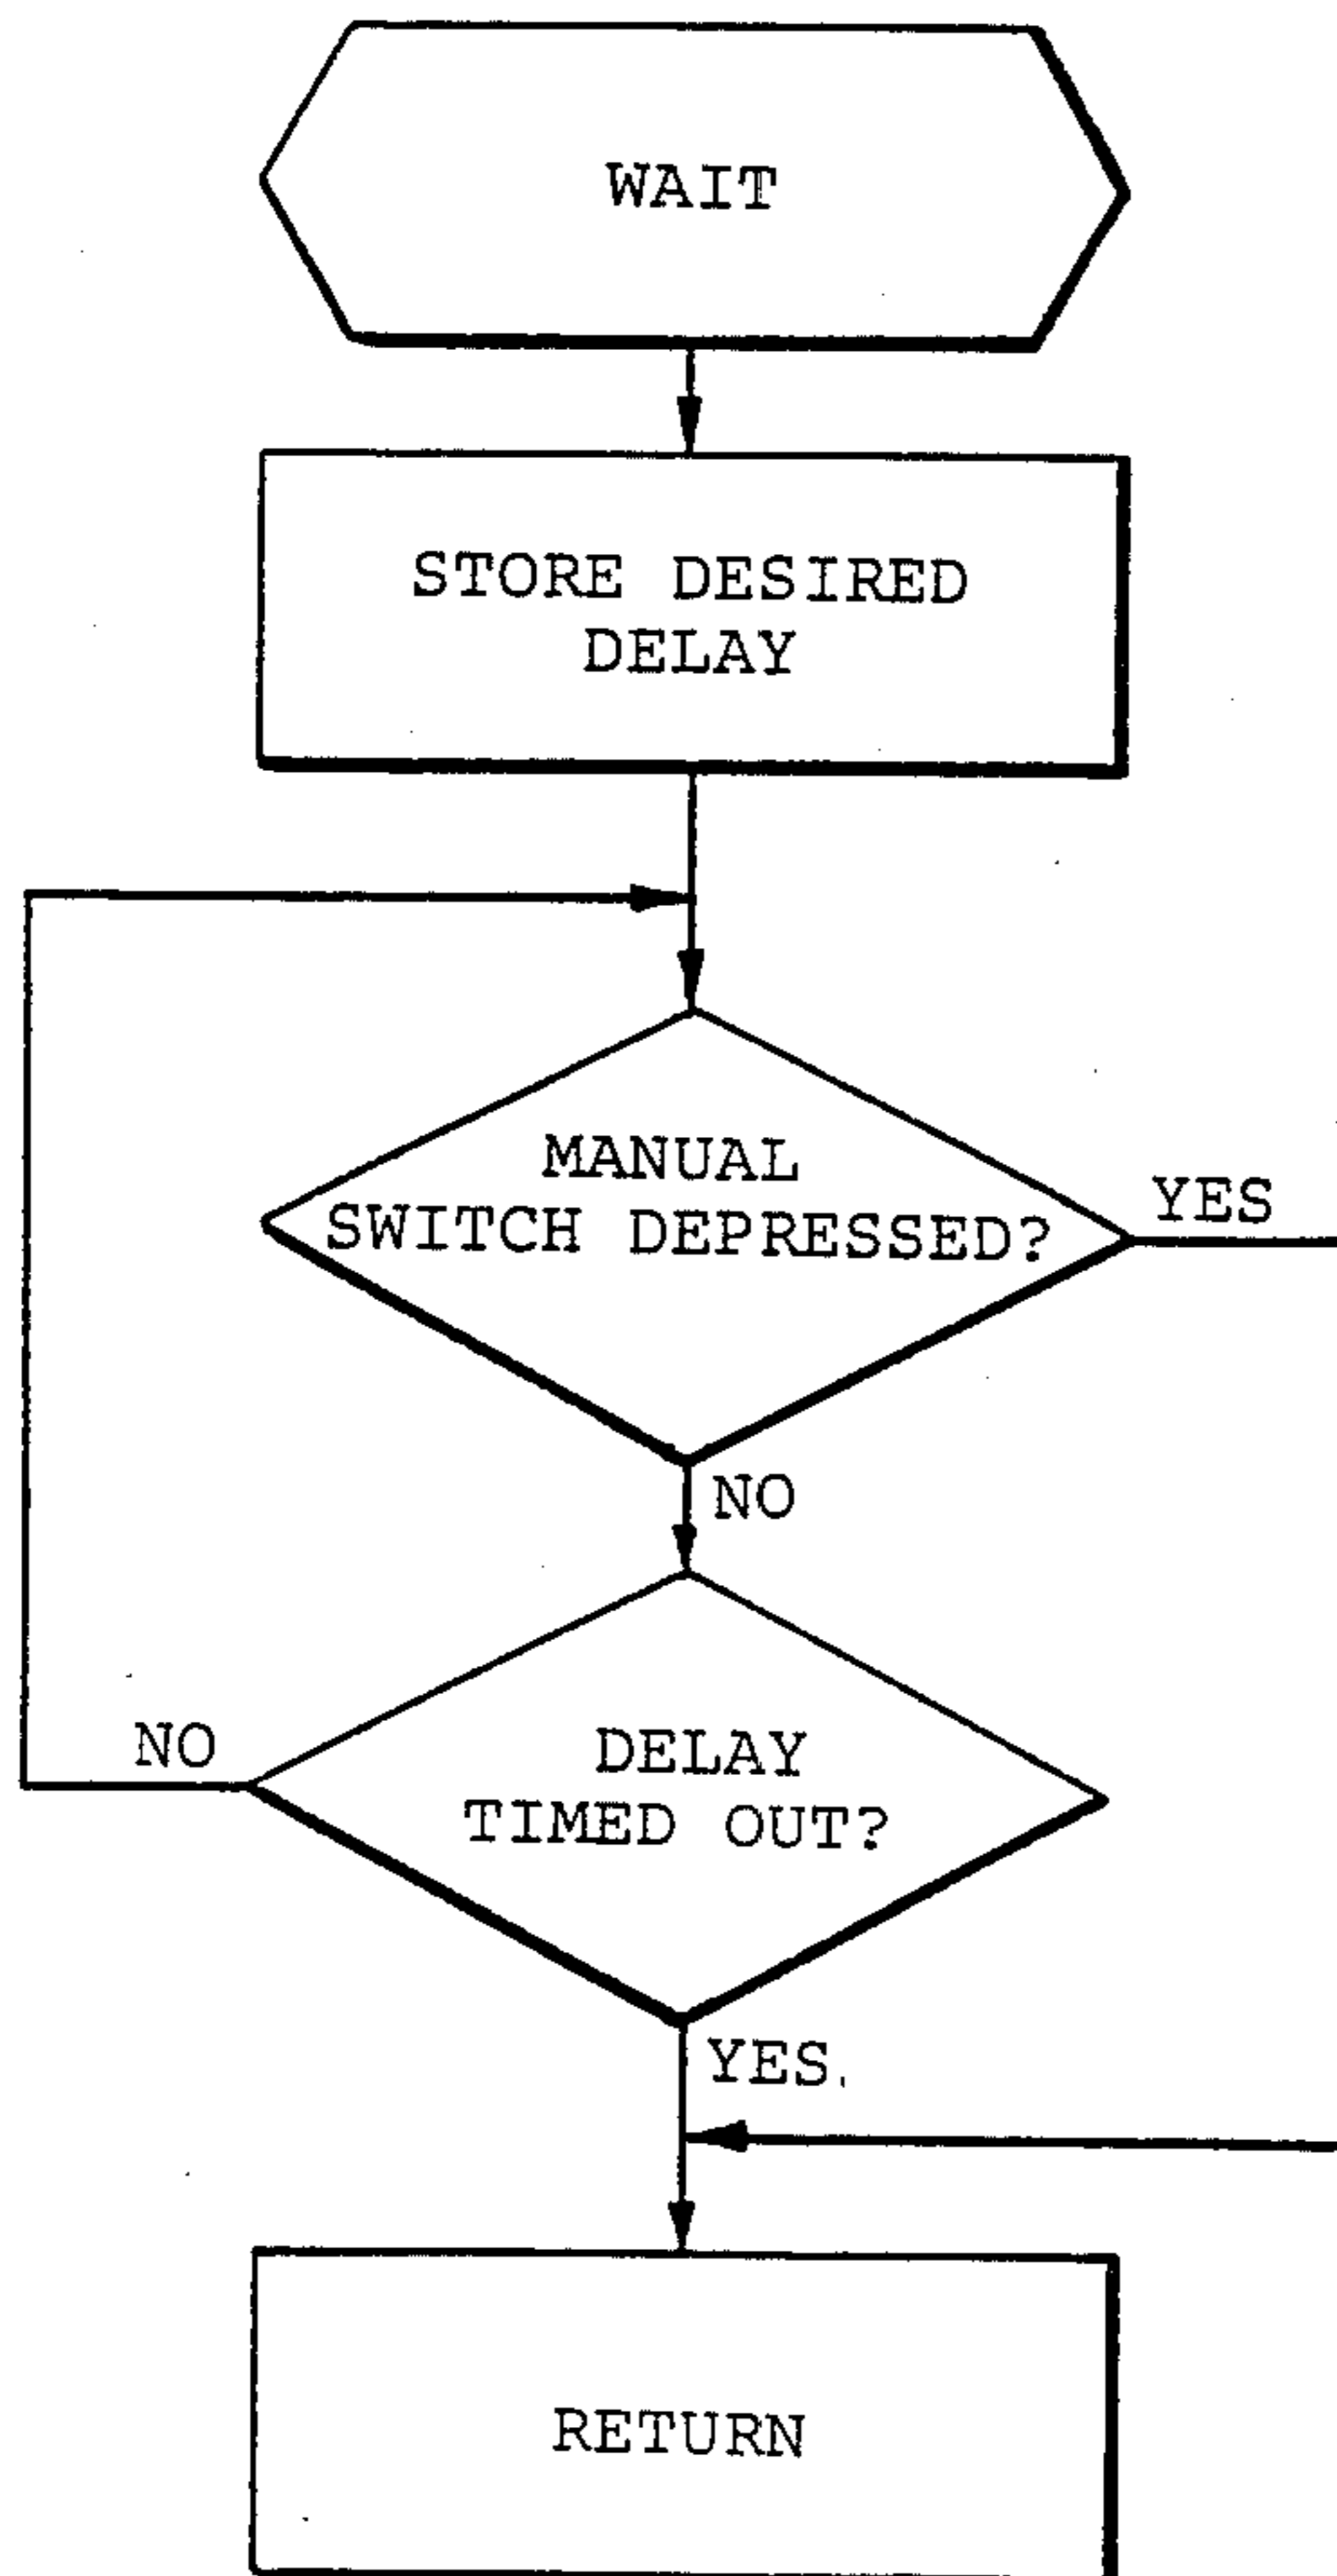 WAIT
STORE DESIRED
DELAY
MANUAL
SWITCH DEPRESSED?
YES
NO
DELAY
TIMED OUT?
NO
YES
RETURN